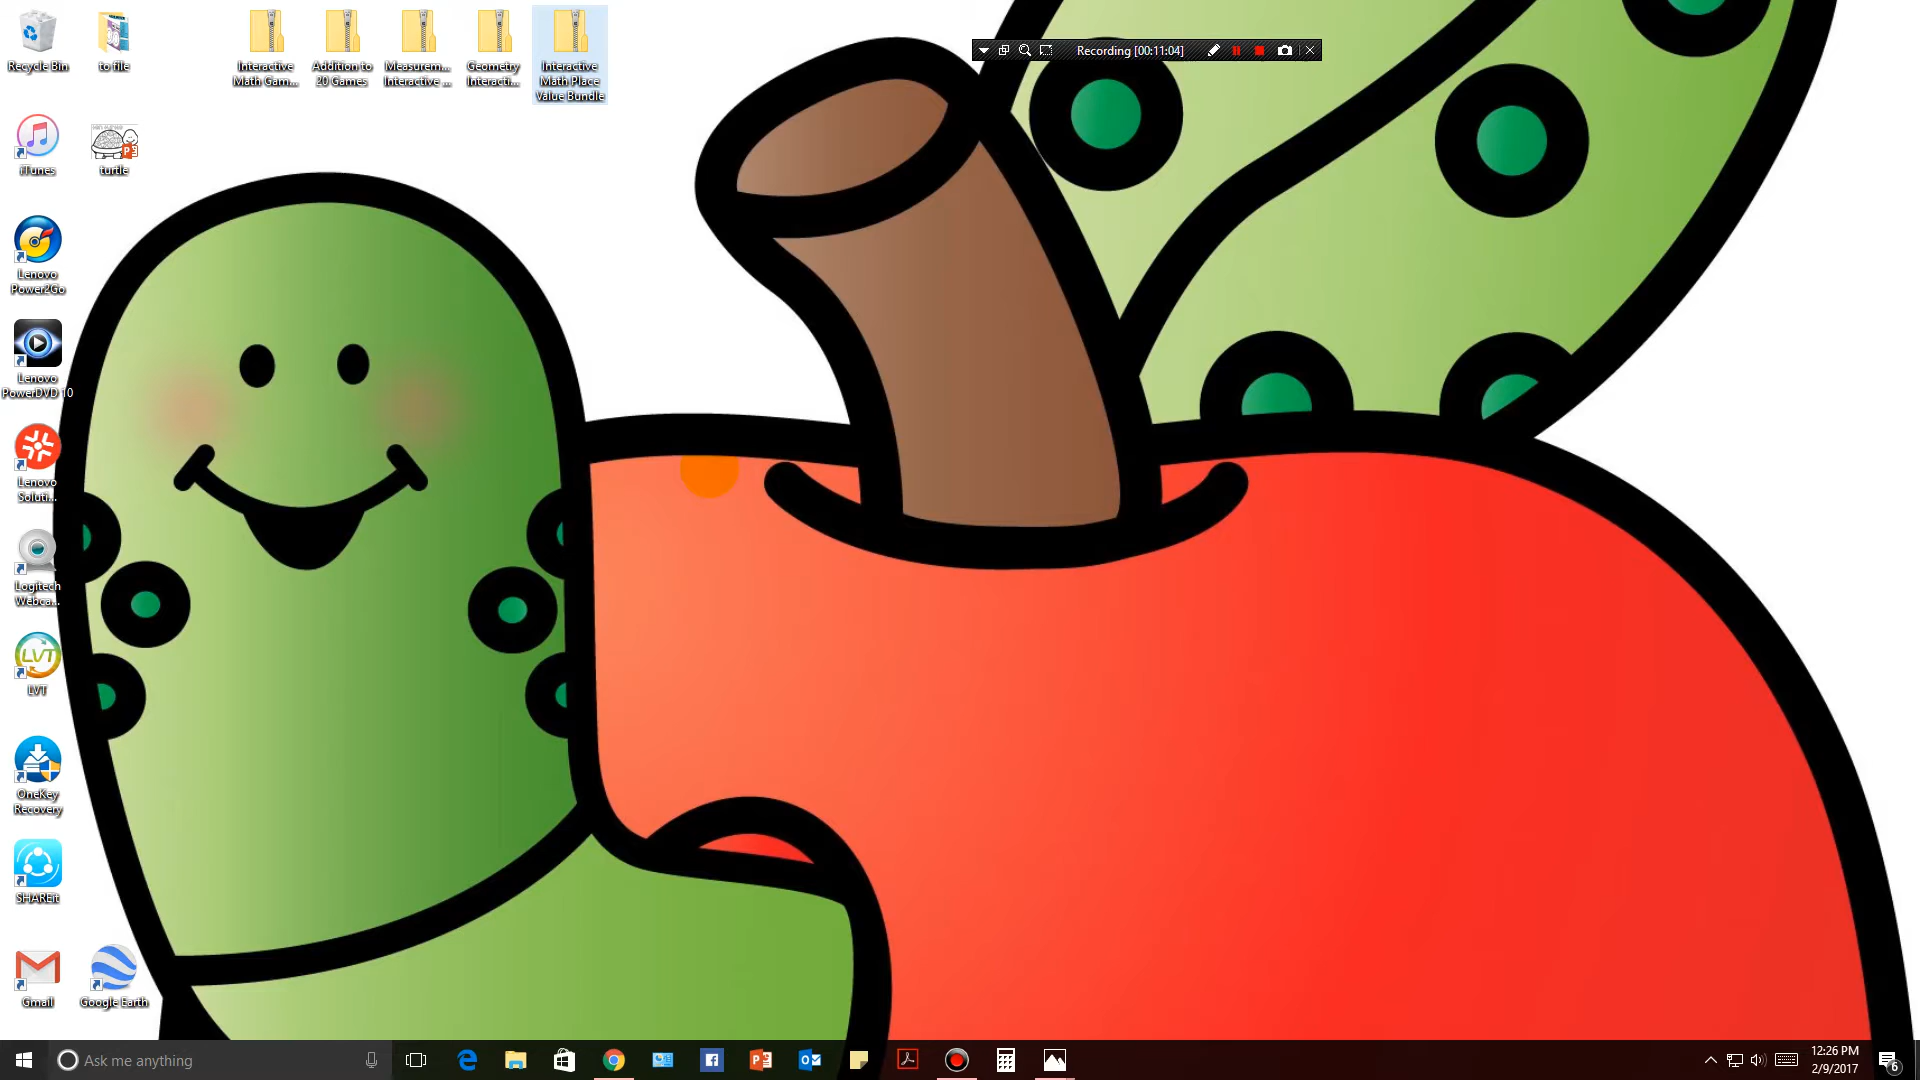 Recycle Bin
to file
Interactive
Math Gam...
Addition to
20 Games
Measurem...
Interactive ...
Geometry
Interacti...
Interactive
Math Place
Value Bundle
Recording [00:11:04]
iTunes
turtle
Lenovo
Power2Go
Lenovo
PowerDVD 10
Lenovo
Soluti...
Logitech
Webca...
LVT
LVT
OneKey
Recovery
SHAREit
Gmail
Google Earth
Ask me anything
12:26 PM
2/9/2017
6